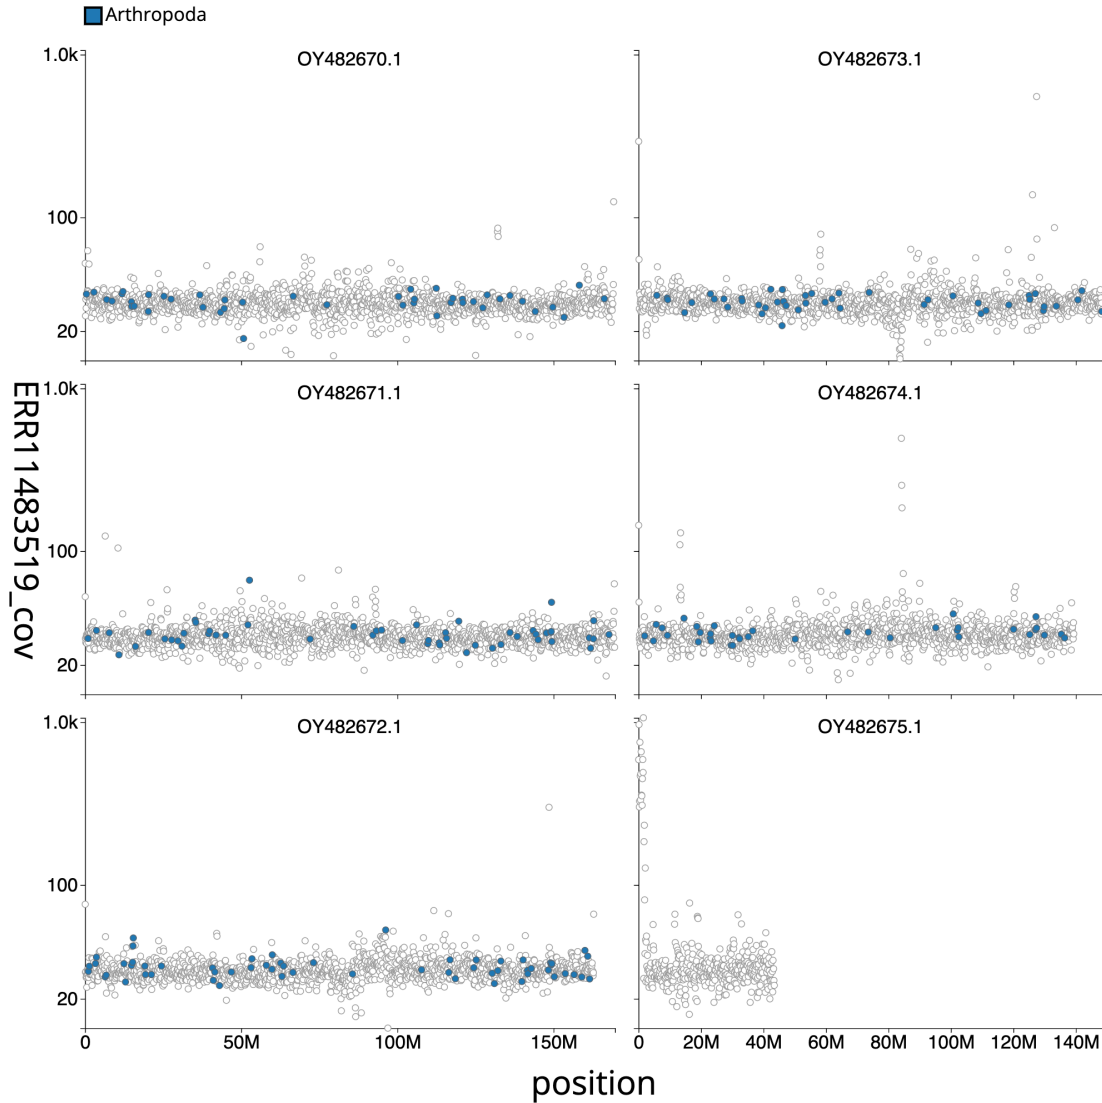 Arthropoda
OY482670.1
OY482673.1
1.0k
100
20
OY482671.1
OY482674.1
1.0k
100
20
ERR11483519_cov
OY482672.1
OY482675.1
1.0k
100
20
0 50M 100M 150M
0 20M 40M 60M 80M 100M 120M 140M
position